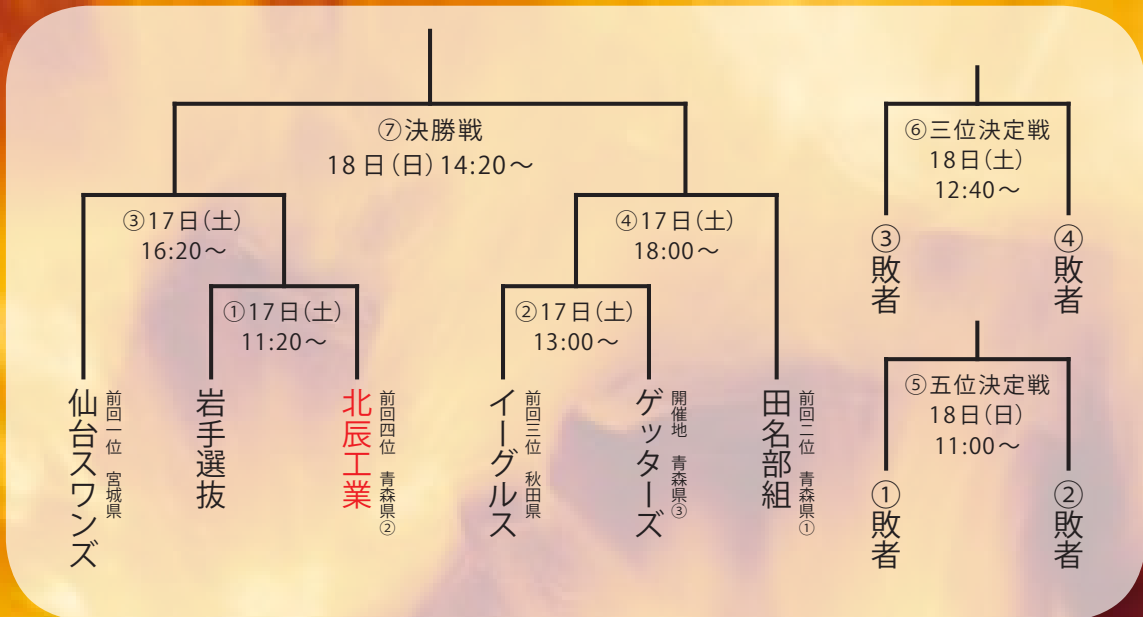 ⑦決勝戦
18日(日)14:20～
③17日(土)
16:20～
④17日(土)
18:00～
①17日(土)
11:20～
②17日(土)
13:00～
仙台スワンズ
前回一位 宮城県
岩手選抜
北辰工業
前回四位 青森県②
イーグルス
前回三位 秋田県
ゲッターズ
開催地 青森県③
田名部組
前回二位 青森県①
⑥三位決定戦
18日(土)
12:40～
③敗者
④敗者
⑤五位決定戦
18日(日)
11:00～
①敗者
②敗者